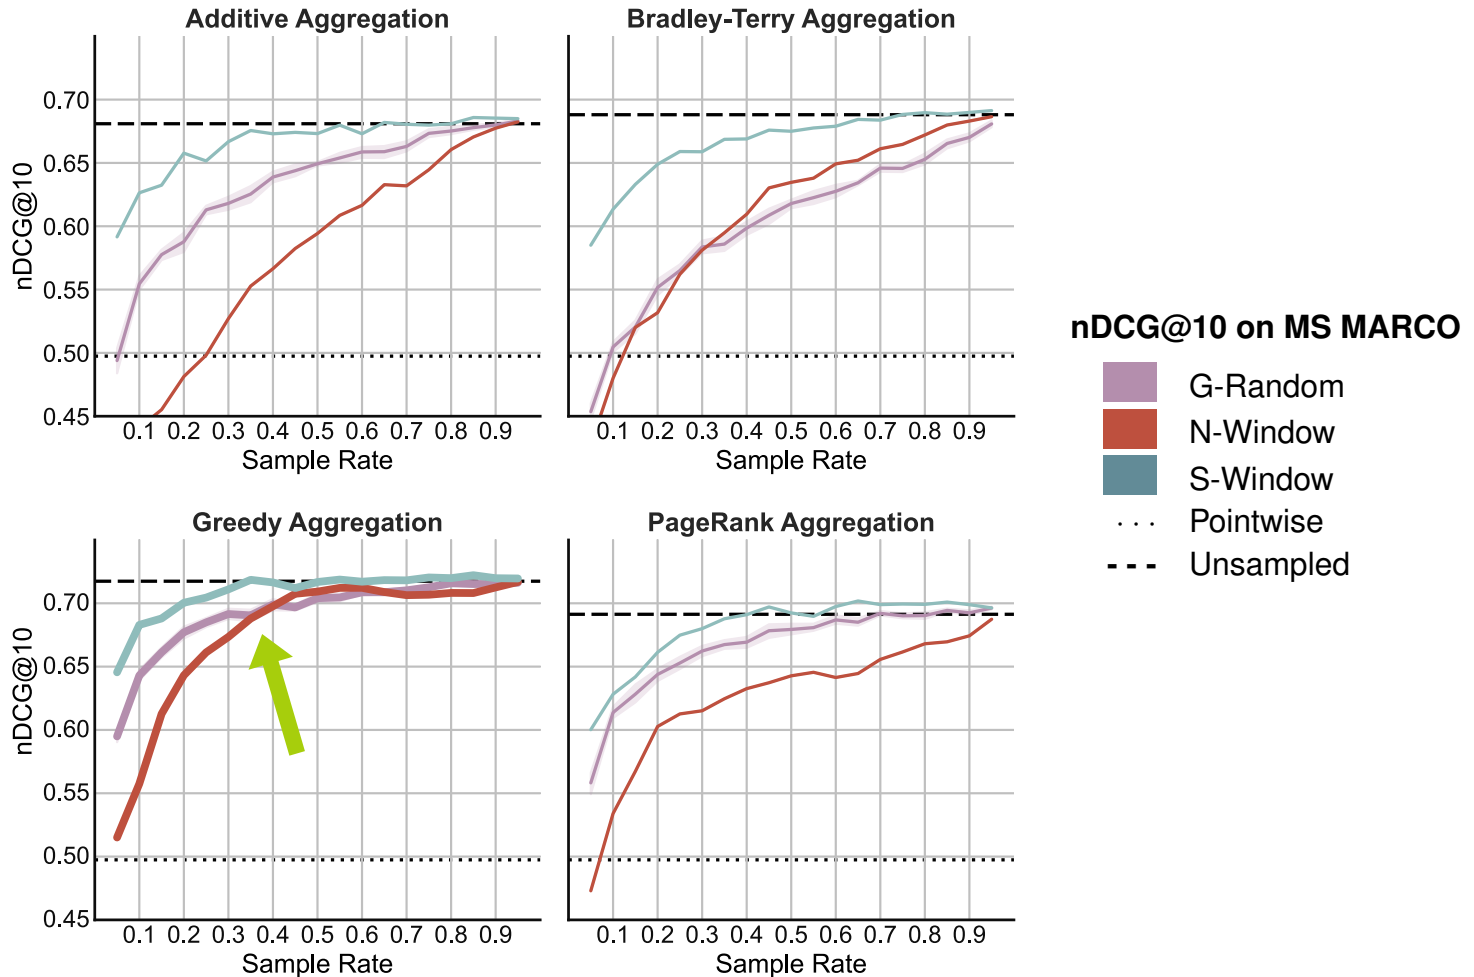 Additive Aggregation
nDCG@10
0.70
0.65
0.60
0.55
0.50
0.45
0.1 0.2 0.3 0.4 0.5 0.6 0.7 0.8 0.9
Sample Rate
Bradley-Terry Aggregation
0.1 0.2 0.3 0.4 0.5 0.6 0.7 0.8 0.9
Sample Rate
Greedy Aggregation
nDCG@10
0.70
0.65
0.60
0.55
0.50
0.45
0.1 0.2 0.3 0.4 0.5 0.6 0.7 0.8 0.9
Sample Rate
PageRank Aggregation
0.1 0.2 0.3 0.4 0.5 0.6 0.7 0.8 0.9
Sample Rate
nDCG@10 on MS MARCO
G-Random
N-Window
S-Window
Pointwise
Unsampled